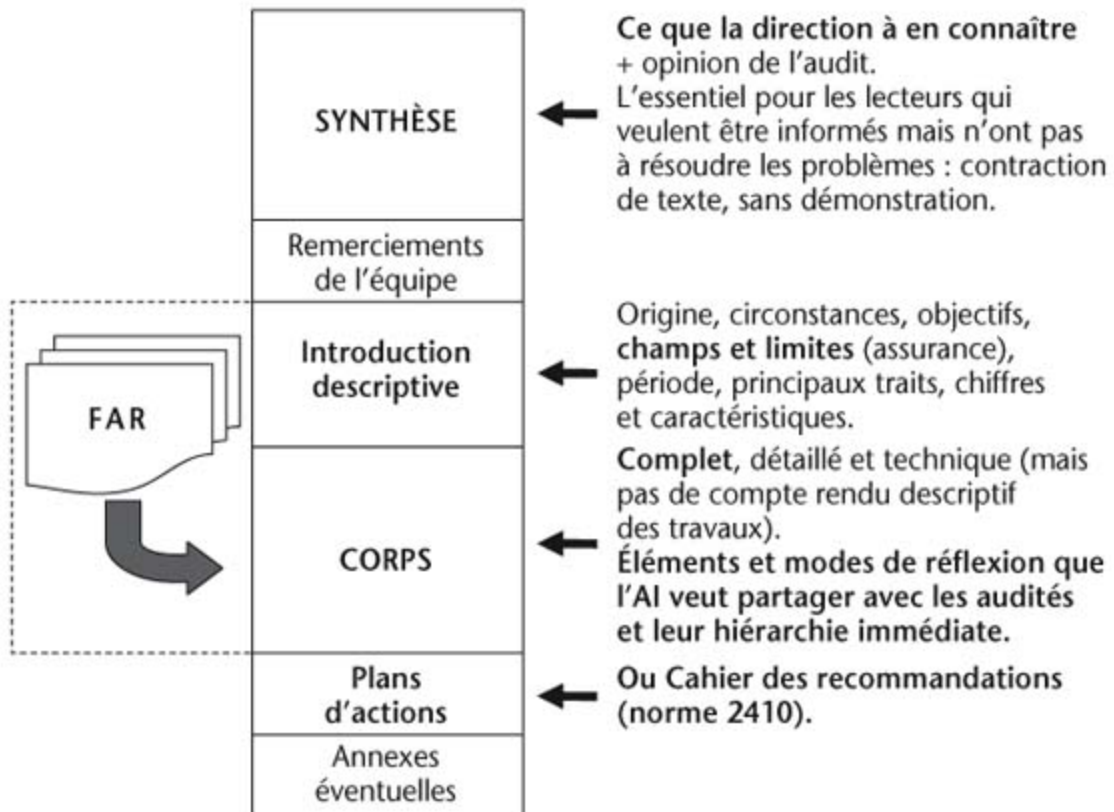 SYNTHÈSE
Ce que la direction à en connaître
+ opinion de l'audit.
L'essentiel pour les lecteurs qui
veulent être informés mais n'ont pas
à résoudre les problèmes : contraction
de texte, sans démonstration.
Remerciements
de l'équipe
FAR
Introduction
descriptive
Origine, circonstances, objectifs,
champs et limites (assurance),
période, principaux traits, chiffres
et caractéristiques.
CORPS
Complet, détaillé et technique (mais
pas de compte rendu descriptif
des travaux).
Éléments et modes de réflexion que
l'AI veut partager avec les audités
et leur hiérarchie immédiate.
Plans
d'actions
Ou Cahier des recommandations
(norme 2410).
Annexes
éventuelles